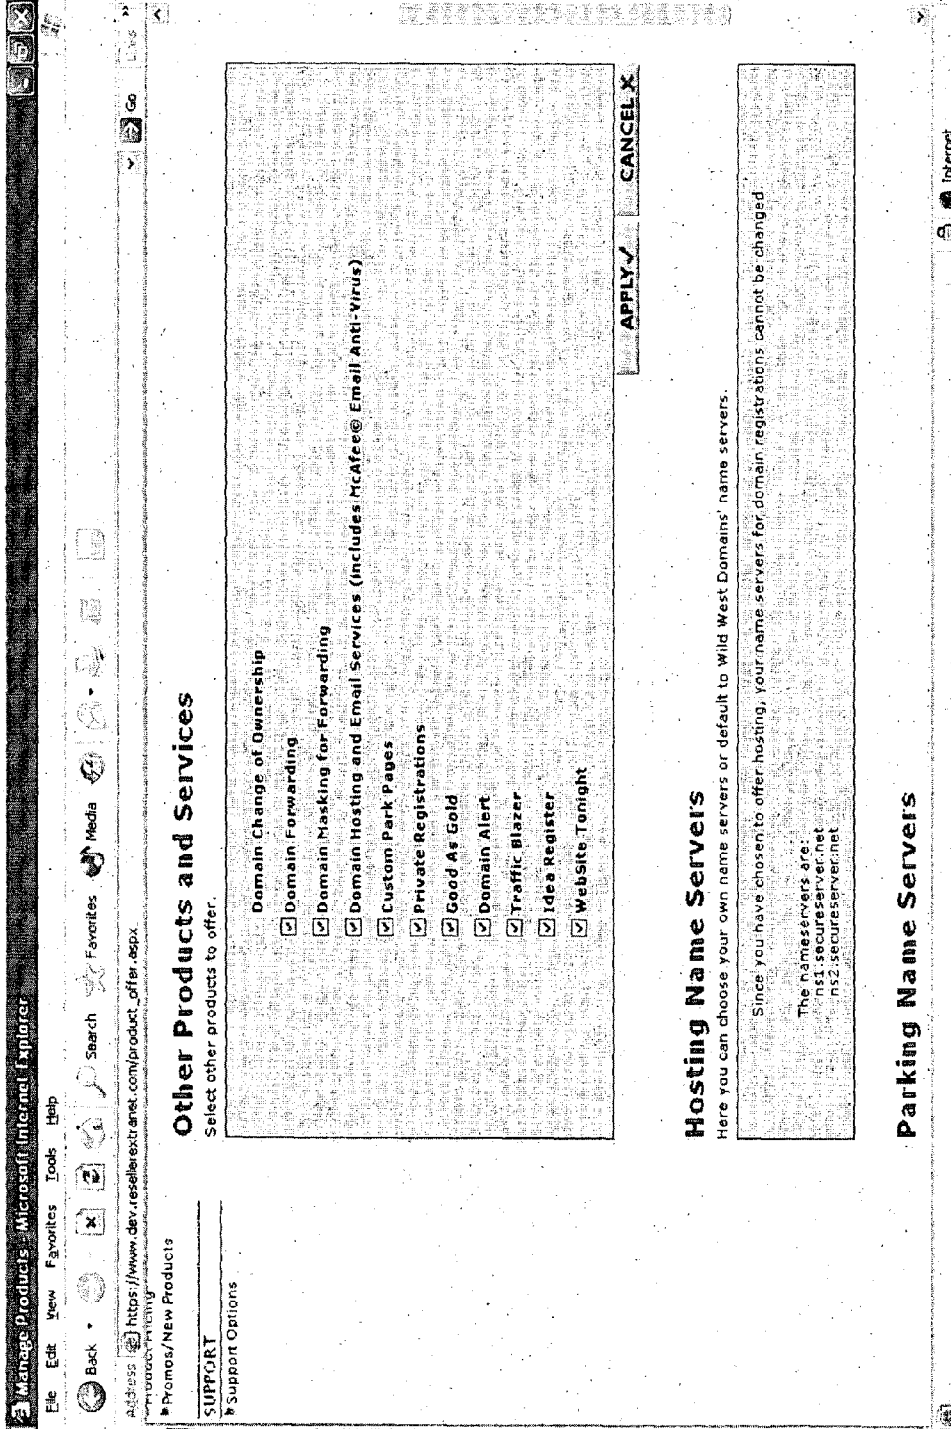 Manage Products - Microsoft Internet Explorer
File Edit View Favorites Tools Help
Back Search Favorites Media
Address https://www.dev.resellerextranet.com/product_offer.aspx Go Links
Product Pricing
Promos/New Products
SUPPORT
Support Options
Other Products and Services
Select other products to offer.
Domain Change of Ownership
Domain Forwarding
Domain Masking for Forwarding
Domain Hosting and Email Services (includes McAfee© Email Anti-Virus)
Custom Park Pages
Private Registrations
Good As Gold
Domain Alert
Traffic Blazer
Idea Register
WebSite Tonight
APPLY✓ CANCEL X
Hosting Name Servers
Here you can choose your own name servers or default to Wild West Domains' name servers.
Since you have chosen to offer hosting, your name servers for domain registrations cannot be changed
The nameservers are:
ns1.secureserver.net
ns2.secureserver.net
Parking Name Servers
Internet